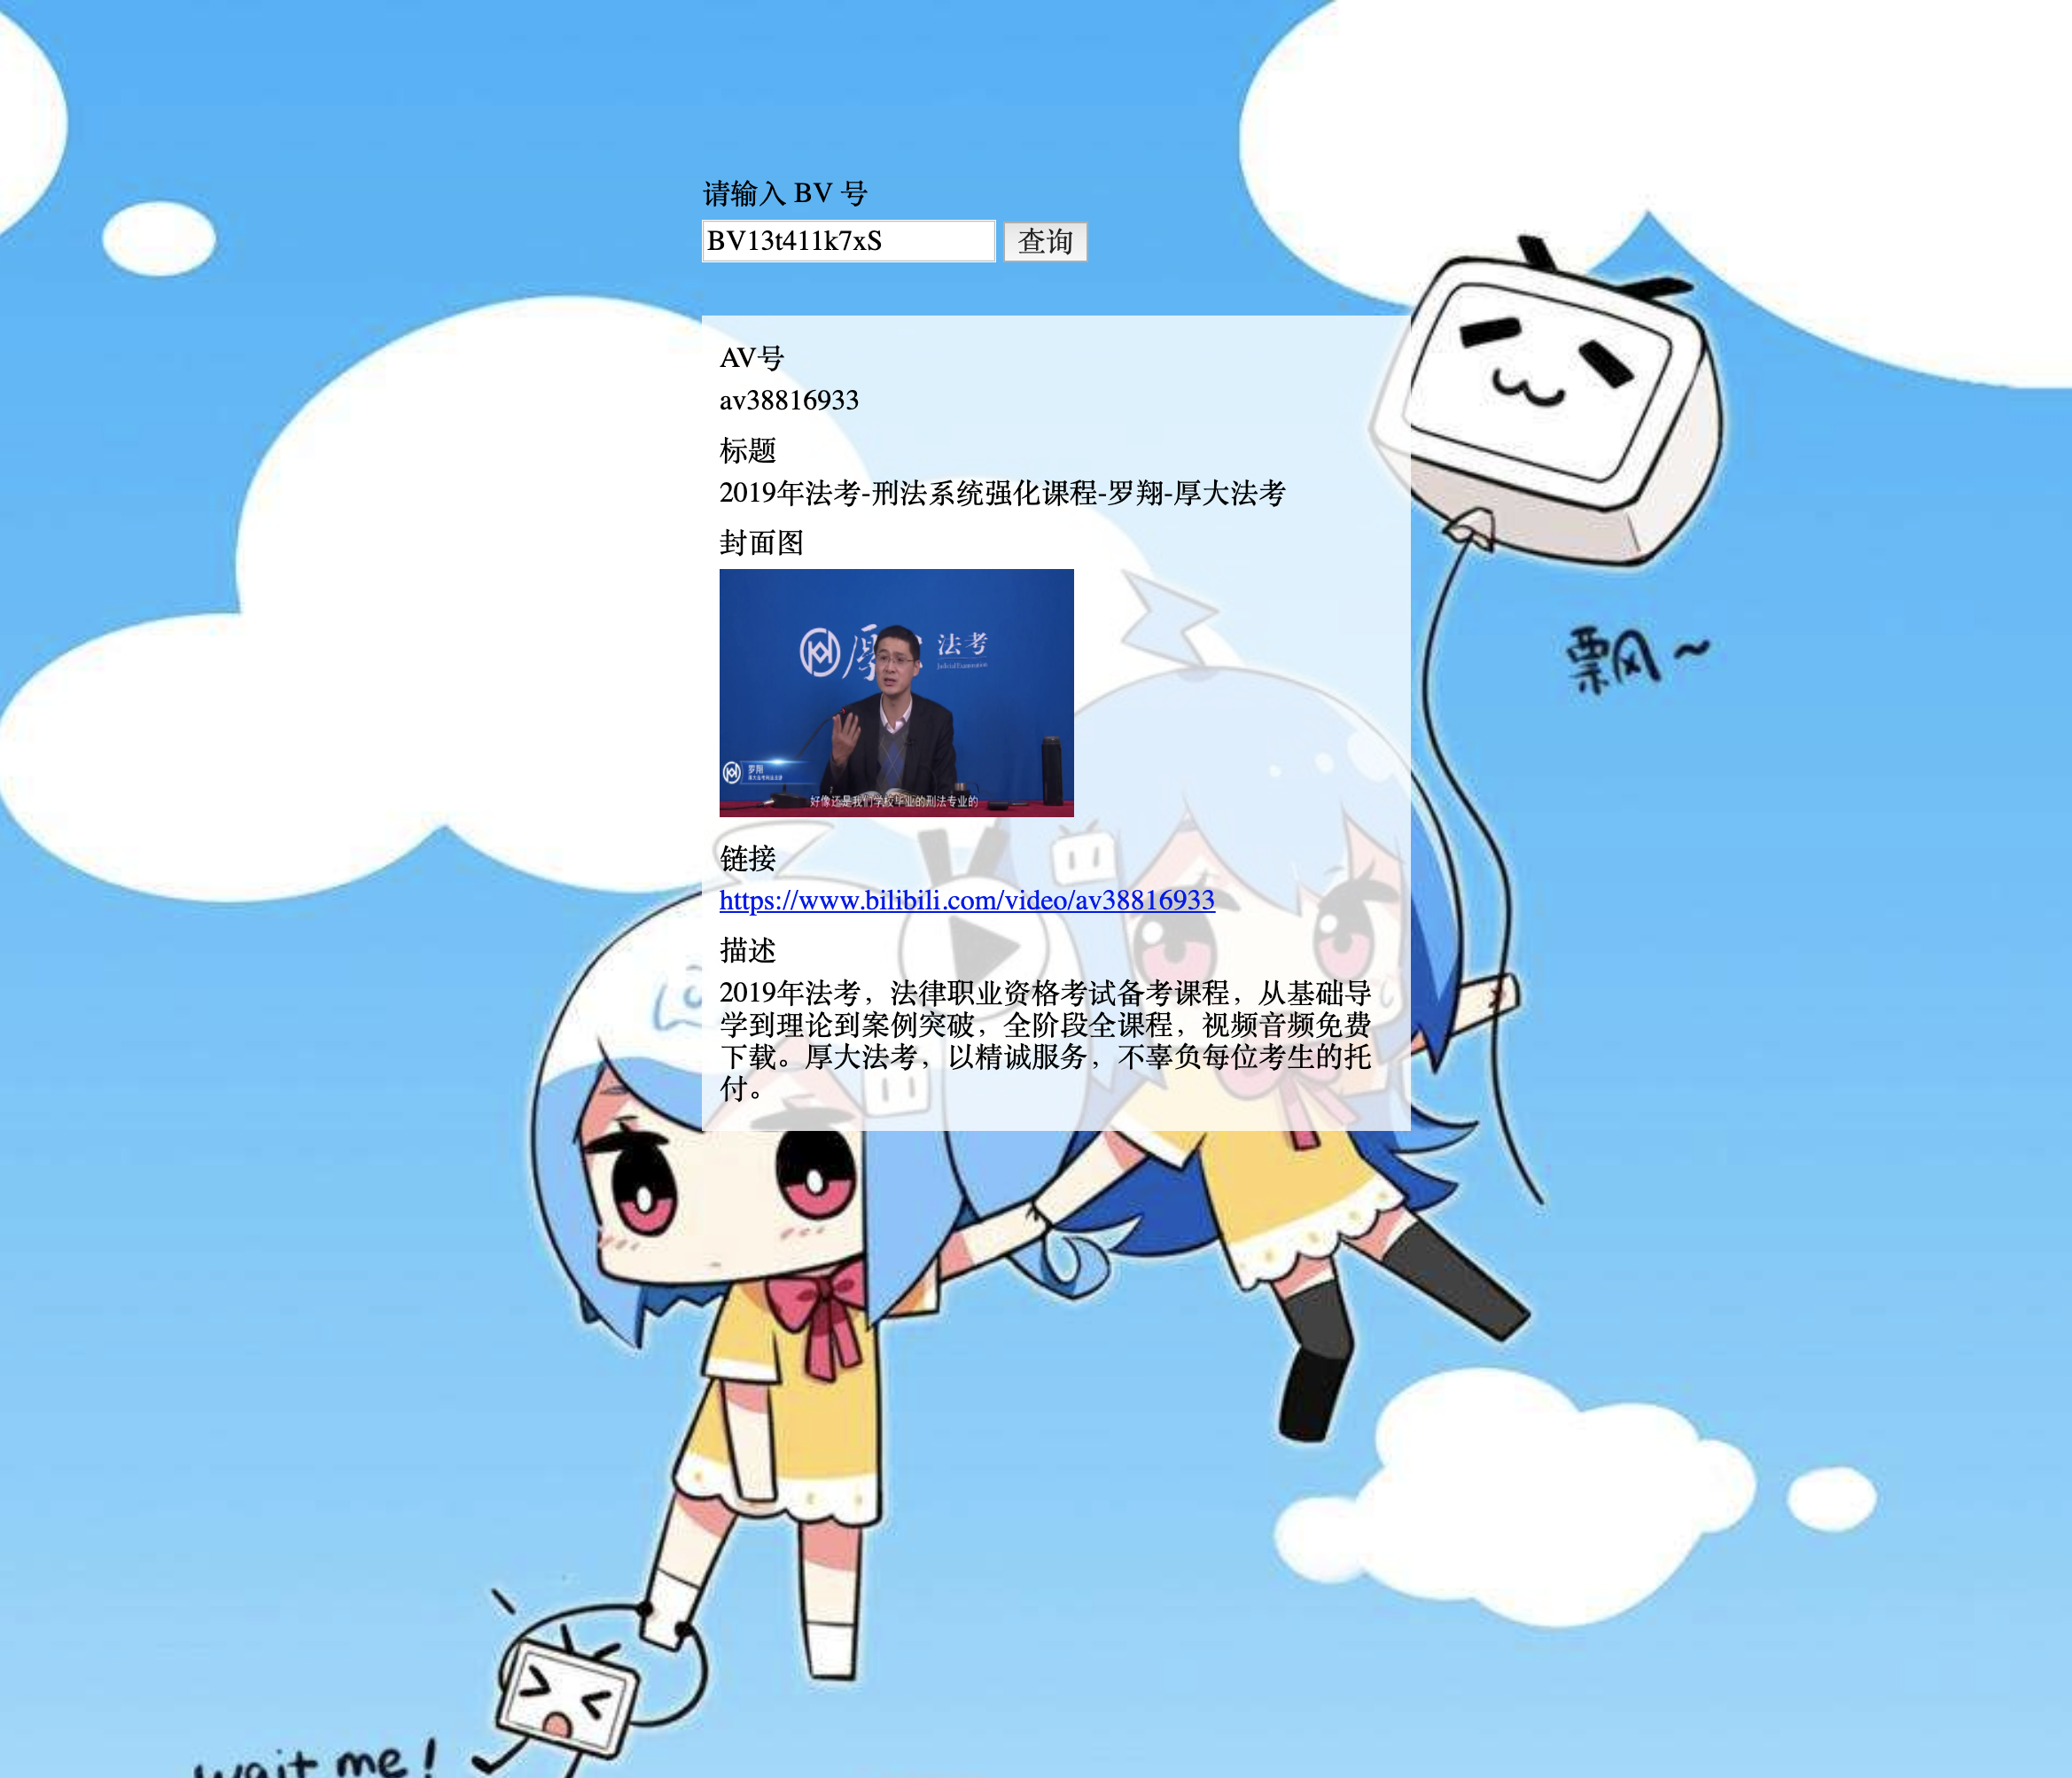 请输入 BV 号
BV13t411k7xS 查询
AV号
av38816933
标题
2019年法考-刑法系统强化课程-罗翔-厚大法考
封面图
厚 法考
罗翔
好像还是我们学校毕业的刑法专业的
链接
https://www.bilibili.com/video/av38816933
描述
2019年法考，法律职业资格考试备考课程，从基础导
学到理论到案例突破，全阶段全课程，视频音频免费
下载。厚大法考，以精诚服务，不辜负每位考生的托
付。
飘~
wait me!